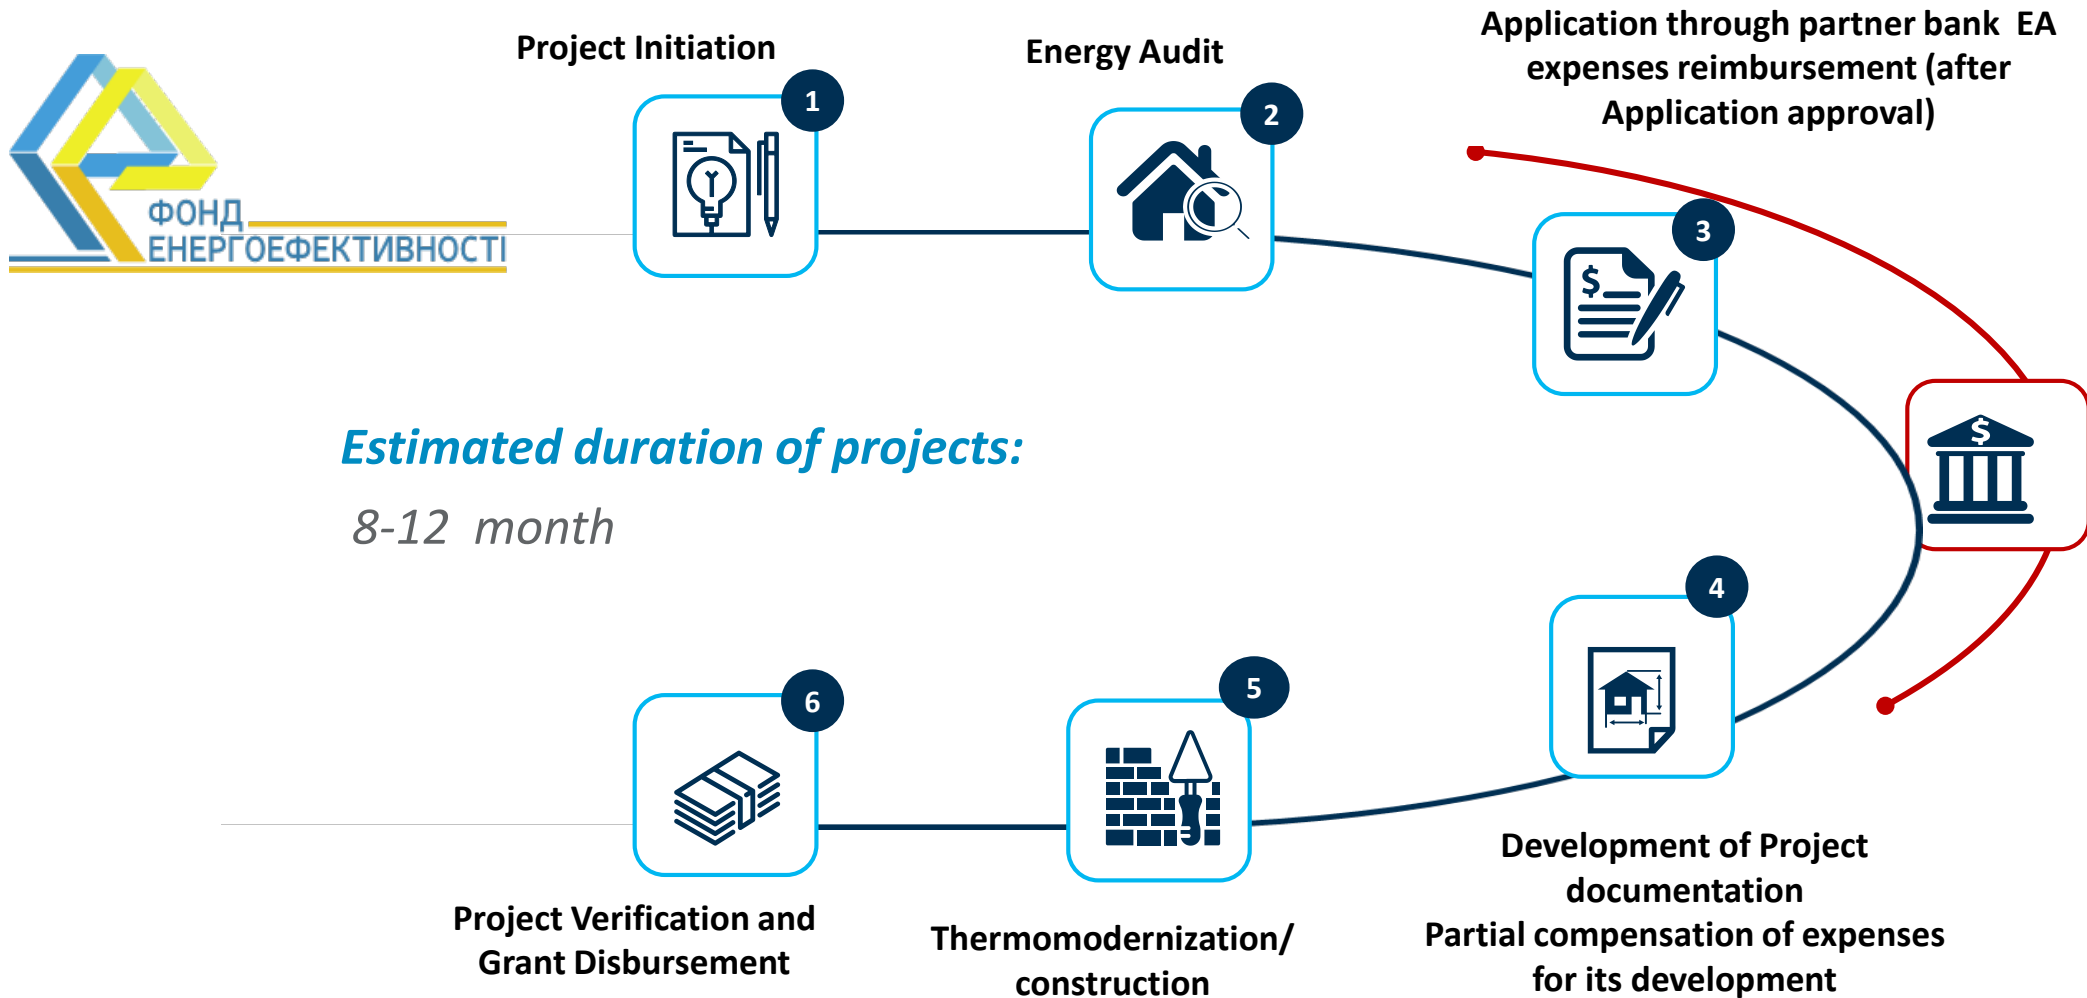 ФОНД
ЕНЕРГОЕФЕКТИВНОСТІ
Project Initiation
1
Energy Audit
2
Application through partner bank EA
expenses reimbursement (after
Application approval)
3
$
$
Estimated duration of projects:
8-12 month
4
Development of Project
documentation
Partial compensation of expenses
for its development
5
Thermomodernization/
construction
6
Project Verification and
Grant Disbursement